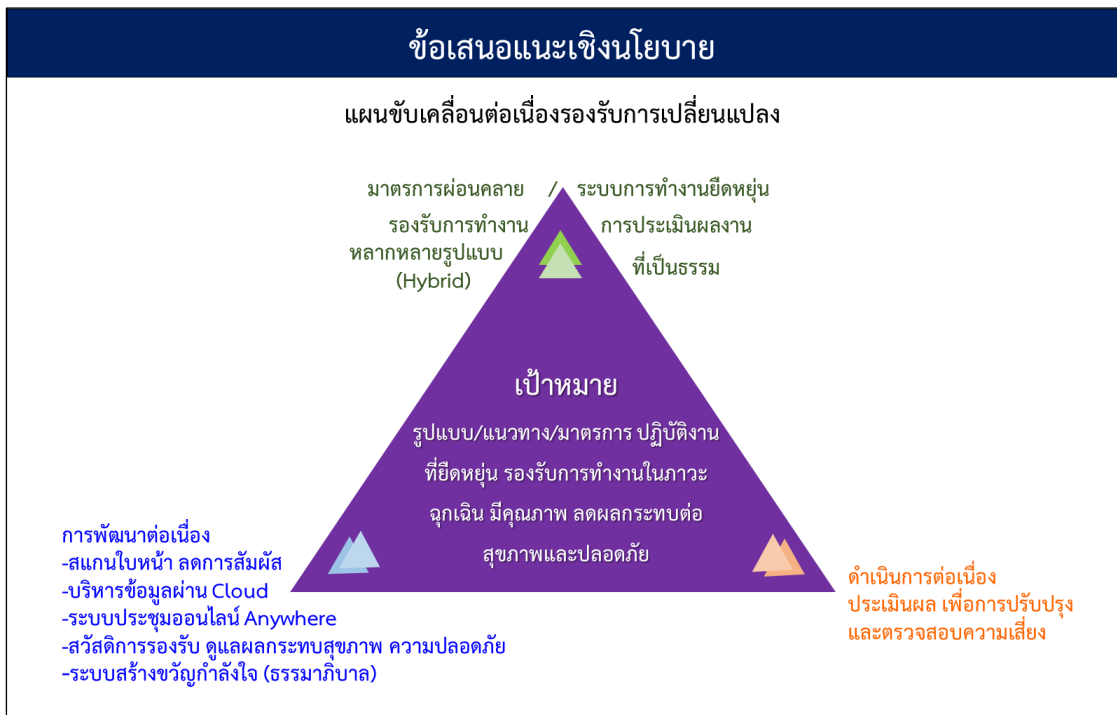 ข้อเสนอแนะเชิงนโยบาย
แผนขับเคลื่อนต่อเนื่องรองรับการเปลี่ยนแปลง
มาตรการผ่อนคลาย / ระบบการทำงานยืดหยุ่น
รองรับการทำงาน
หลากหลายรูปแบบ
(Hybrid)
การประเมินผลงาน
ที่เป็นธรรม
เป้าหมาย
รูปแบบ/แนวทาง/มาตรการ ปฏิบัติงาน
ที่ยืดหยุ่น รองรับการทำงานในภาวะ
ฉุกเฉิน มีคุณภาพ ลดผลกระทบต่อ
สุขภาพและปลอดภัย
การพัฒนาต่อเนื่อง
-สแกนใบหน้า ลดการสัมผัส
-บริหารข้อมูลผ่าน Cloud
-ระบบประชุมออนไลน์ Anywhere
-สวัสดิการรองรับ ดูแลผลกระทบสุขภาพ ความปลอดภัย
-ระบบสร้างขวัญกำลังใจ (ธรรมาภิบาล)
ดำเนินการต่อเนื่อง
ประเมินผล เพื่อการปรับปรุง
และตรวจสอบความเสี่ยง